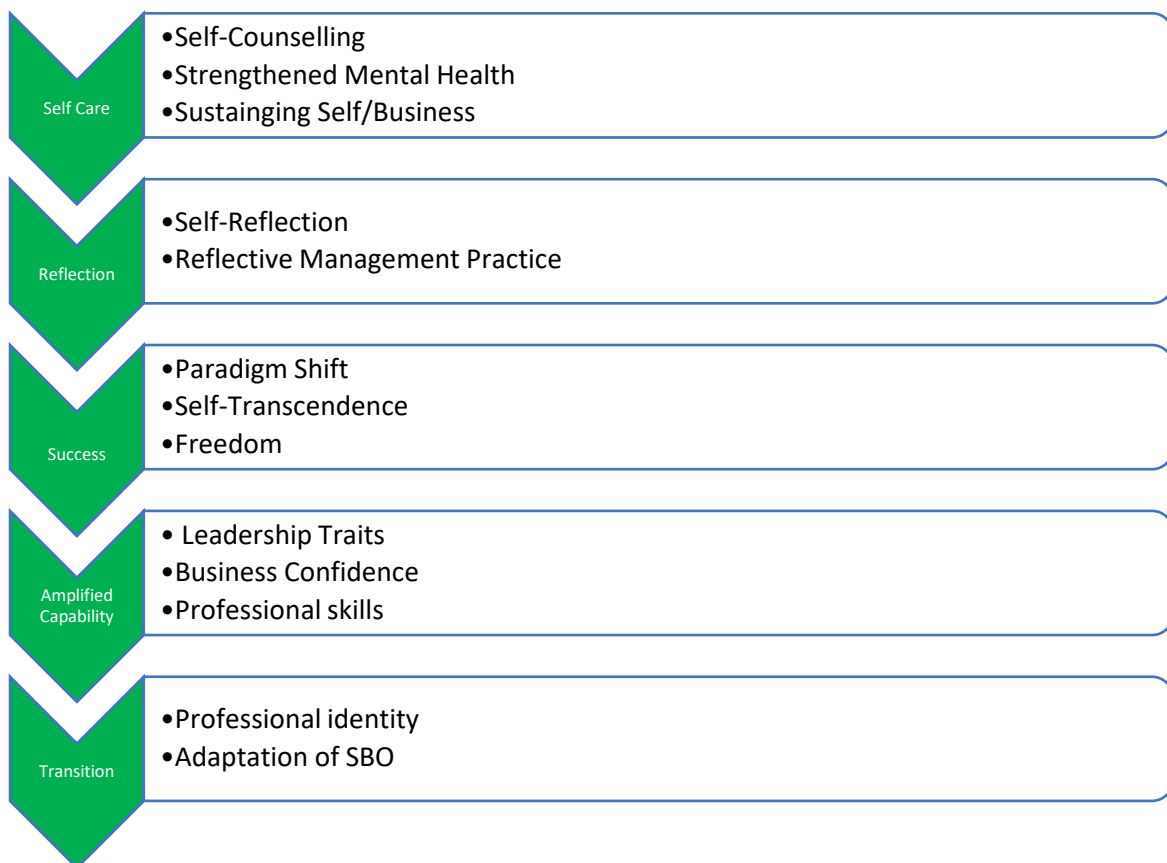 Self Care
•Self-Counselling
•Strengthened Mental Health
•Sustainging Self/Business
Reflection
•Self-Reflection
•Reflective Management Practice
Success
•Paradigm Shift
•Self-Transcendence
•Freedom
Amplified
Capability
• Leadership Traits
•Business Confidence
•Professional skills
Transition
•Professional identity
•Adaptation of SBO